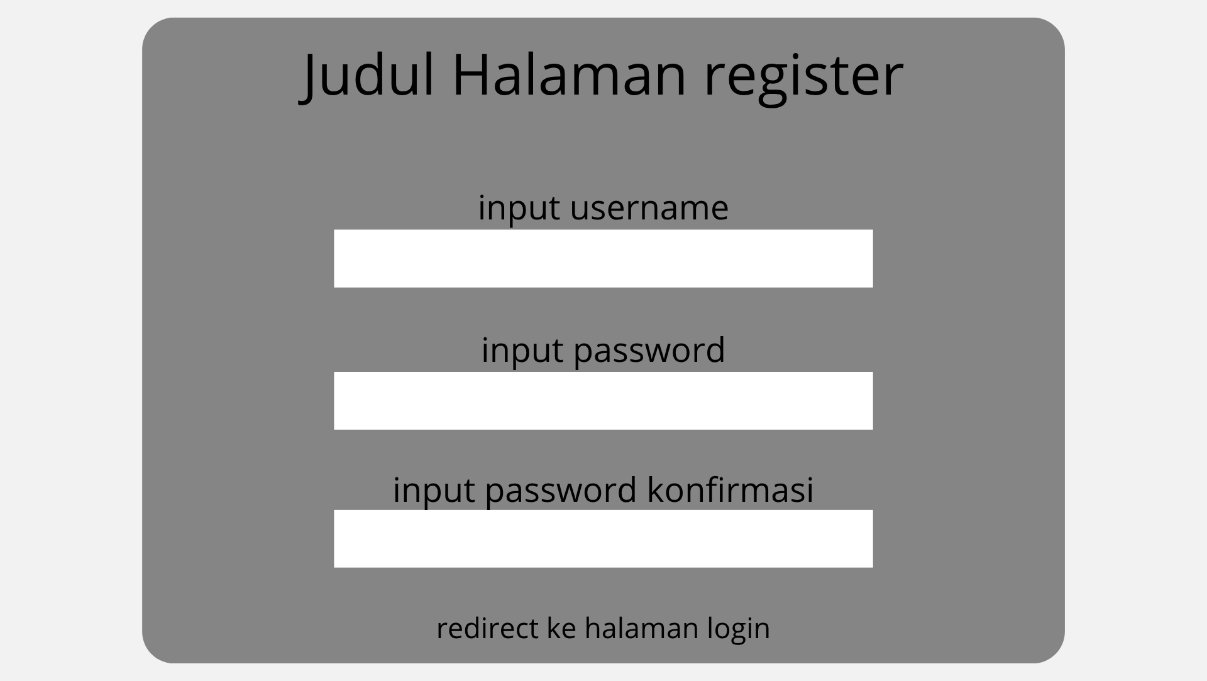 Judul Halaman register
input username
input password
input password konfirmasi
redirect ke halaman login